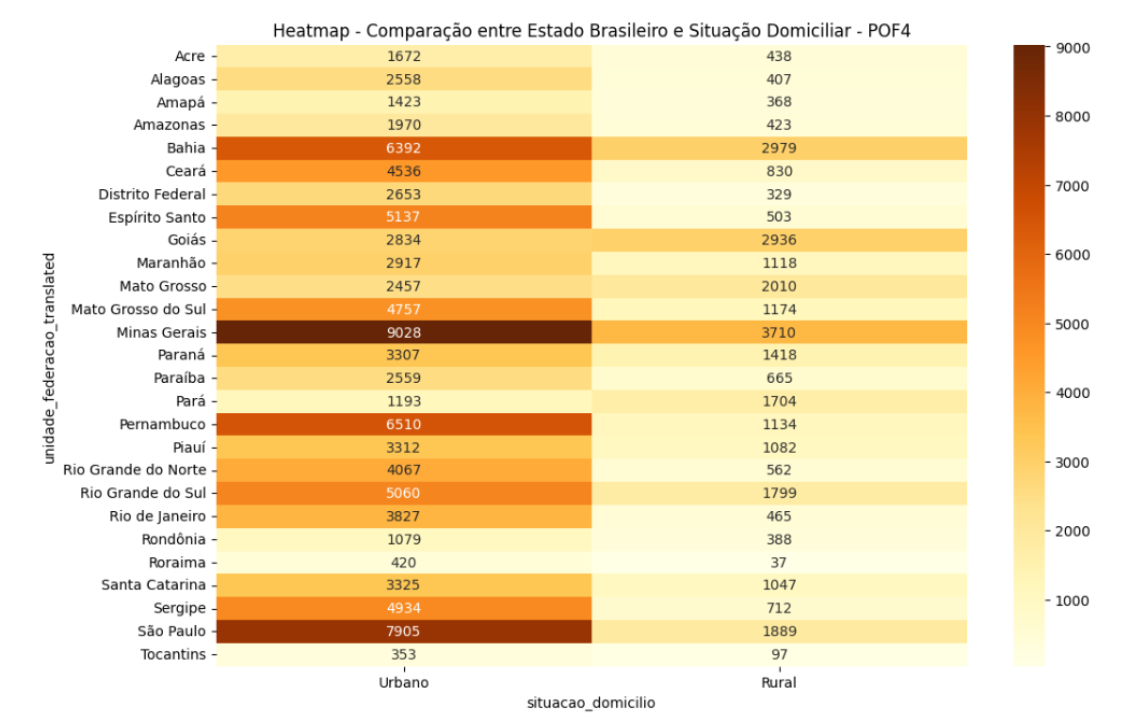 Heatmap - Comparação entre Estado Brasileiro e Situação Domiciliar - POF4
unidade_federacao_translated
Acre 1672 438
Alagoas 2558 407
Amapá 1423 368
Amazonas 1970 423
Bahia 6392 2979
Ceará 4536 830
Distrito Federal 2653 329
Espírito Santo 5137 503
Goiás 2834 2936
Maranhão 2917 1118
Mato Grosso 2457 2010
Mato Grosso do Sul 4757 1174
Minas Gerais 9028 3710
Paraná 3307 1418
Paraíba 2559 665
Pará 1193 1704
Pernambuco 6510 1134
Piauí 3312 1082
Rio Grande do Norte 4067 562
Rio Grande do Sul 5060 1799
Rio de Janeiro 3827 465
Rondônia 1079 388
Roraima 420 37
Santa Catarina 3325 1047
Sergipe 4934 712
São Paulo 7905 1889
Tocantins 353 97
Urbano Rural
situacao_domicilio
9000
8000
7000
6000
5000
4000
3000
2000
1000